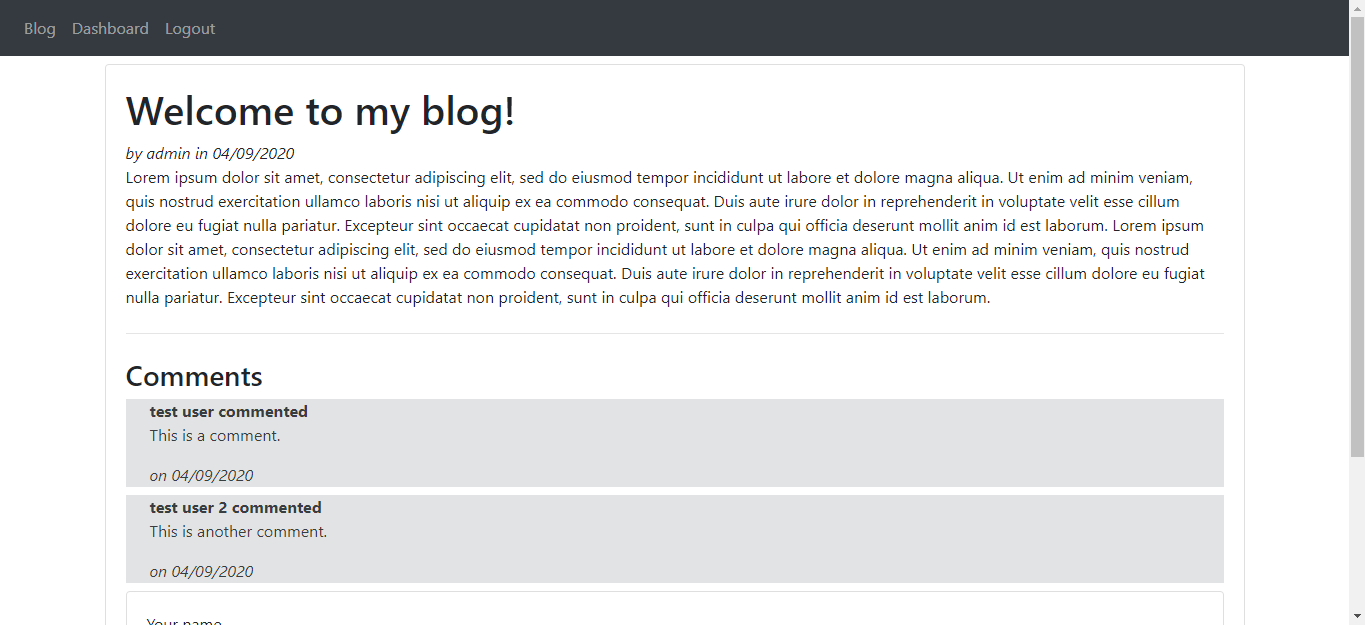 Blog Dashboard Logout
Welcome to my blog!
by admin in 04/09/2020
Lorem ipsum dolor sit amet, consectetur adipiscing elit, sed do eiusmod tempor incididunt ut labore et dolore magna aliqua. Ut enim ad minim veniam,
quis nostrud exercitation ullamco laboris nisi ut aliquip ex ea commodo consequat. Duis aute irure dolor in reprehenderit in voluptate velit esse cillum
dolore eu fugiat nulla pariatur. Excepteur sint occaecat cupidatat non proident, sunt in culpa qui officia deserunt mollit anim id est laborum. Lorem ipsum
dolor sit amet, consectetur adipiscing elit, sed do eiusmod tempor incididunt ut labore et dolore magna aliqua. Ut enim ad minim veniam, quis nostrud
exercitation ullamco laboris nisi ut aliquip ex ea commodo consequat. Duis aute irure dolor in reprehenderit in voluptate velit esse cillum dolore eu fugiat
nulla pariatur. Excepteur sint occaecat cupidatat non proident, sunt in culpa qui officia deserunt mollit anim id est laborum.
Comments
test user commented
This is a comment.
on 04/09/2020
test user 2 commented
This is another comment.
on 04/09/2020
Your name